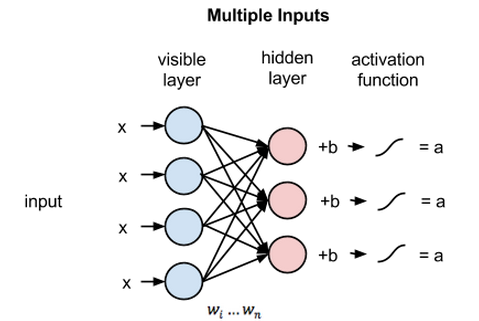 Multiple Inputs
visible
layer
hidden
layer
activation
function
x
+b
= a
x
+b
= a
input
x
+b
= a
x
wᵢ ... wₙ